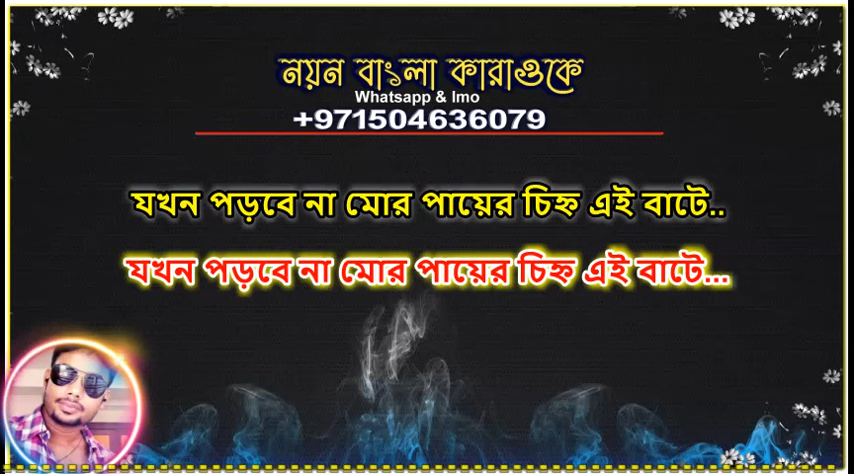 নয়ন বাংলা কারাওকে
Whatsapp & Imo
+971504636079
যখন পড়বে না মোর পায়ের চিহ্ন এই বাটে..
যখন পড়বে না মোর পায়ের চিহ্ন এই বাটে...